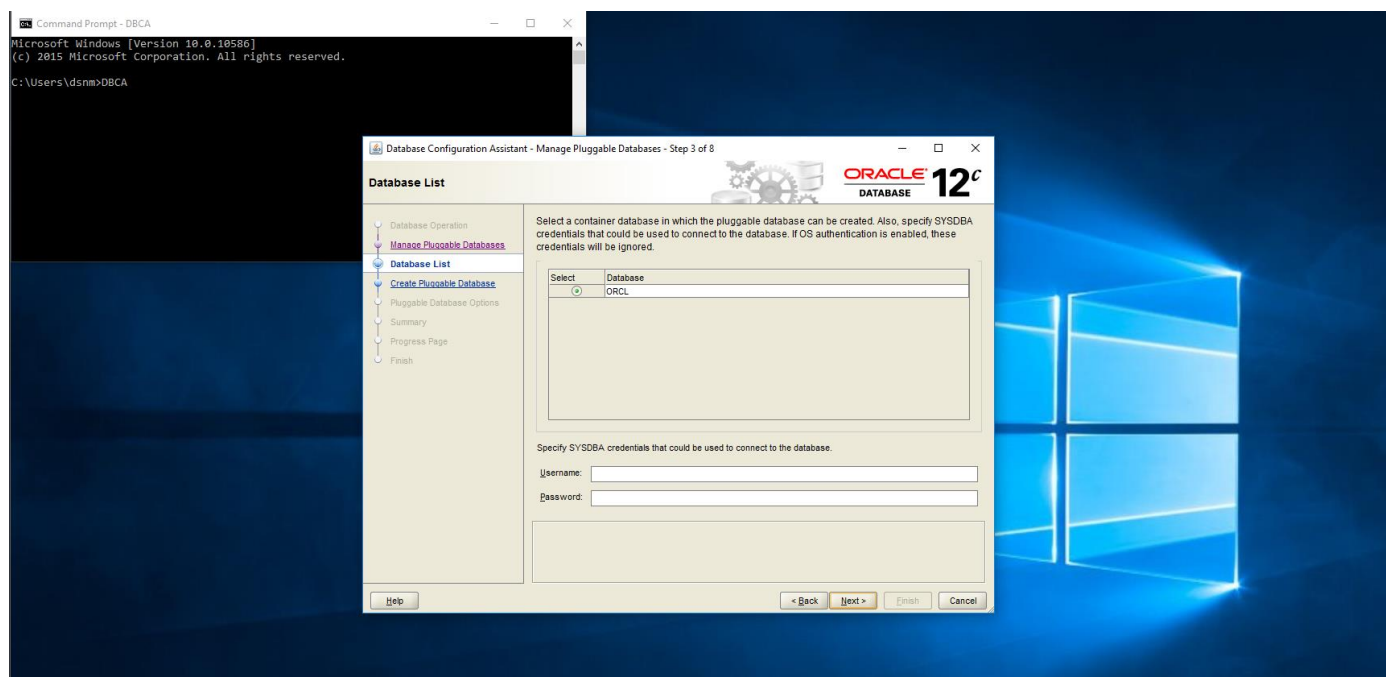 Command Prompt - DBCA
Microsoft Windows [Version 10.0.10586]
(c) 2015 Microsoft Corporation. All rights reserved.
C:\Users\dsnm>DBCA
Database Configuration Assistant - Manage Pluggable Databases - Step 3 of 8
Database List
ORACLE
DATABASE
12c
Database Operation
Manage Pluggable Databases
Database List
Create Pluggable Database
Pluggable Database Options
Summary
Progress Page
Finish
Select a container database in which the pluggable database can be created. Also, specify SYSDBA
credentials that could be used to connect to the database. If OS authentication is enabled, these
credentials will be ignored.
Select Database
ORCL
Specify SYSDBA credentials that could be used to connect to the database.
Username:
Password:
Help < Back Next > Finish Cancel